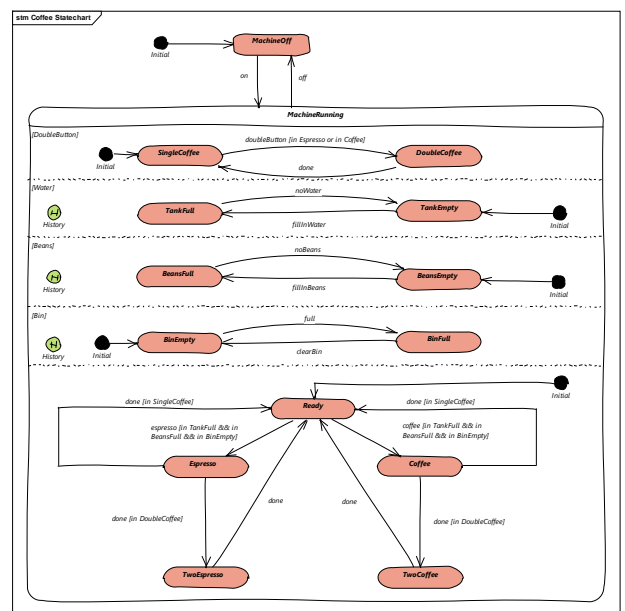 stm Coffee Statechart
MachineOff
Initial
on
off
MachineRunning
[DoubleButton]
doubleButton [in Espresso or in Coffee]
SingleCoffee
DoubleCoffee
Initial
done
[Water]
noWater
TankFull
TankEmpty
History
fillInWater
Initial
[Beans]
noBeans
BeansFull
BeansEmpty
History
fillInBeans
Initial
[Bin]
full
BinEmpty
BinFull
History
Initial
clearBin
Initial
done [in SingleCoffee]
Ready
done [in SingleCoffee]
espresso [in TankFull && in
BeansFull && in BinEmpty]
coffee [in TankFull && in
BeansFull && in BinEmpty]
Espresso
Coffee
done
done
done [in DoubleCoffee]
done [in DoubleCoffee]
TwoEspresso
TwoCoffee